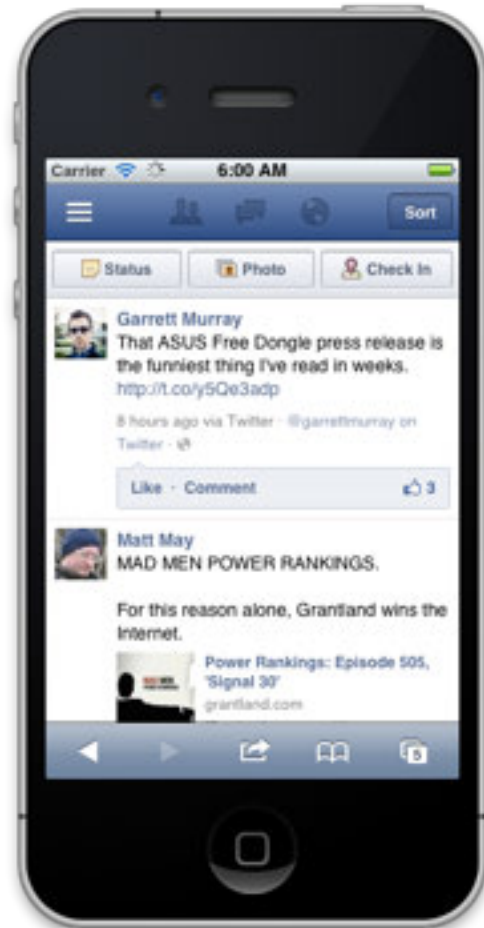 Carrier 6:00 AM
Sort
Status Photo Check In
Garrett Murray
That ASUS Free Dongle press release is
the funniest thing I've read in weeks.
http://t.co/y5Qe3adp
8 hours ago via Twitter · @garrettmurray on
Twitter ·
Like · Comment 3
Matt May
MAD MEN POWER RANKINGS.
For this reason alone, Grantland wins the
Internet.
Power Rankings: Episode 505,
'Signal 30'
grantland.com
5